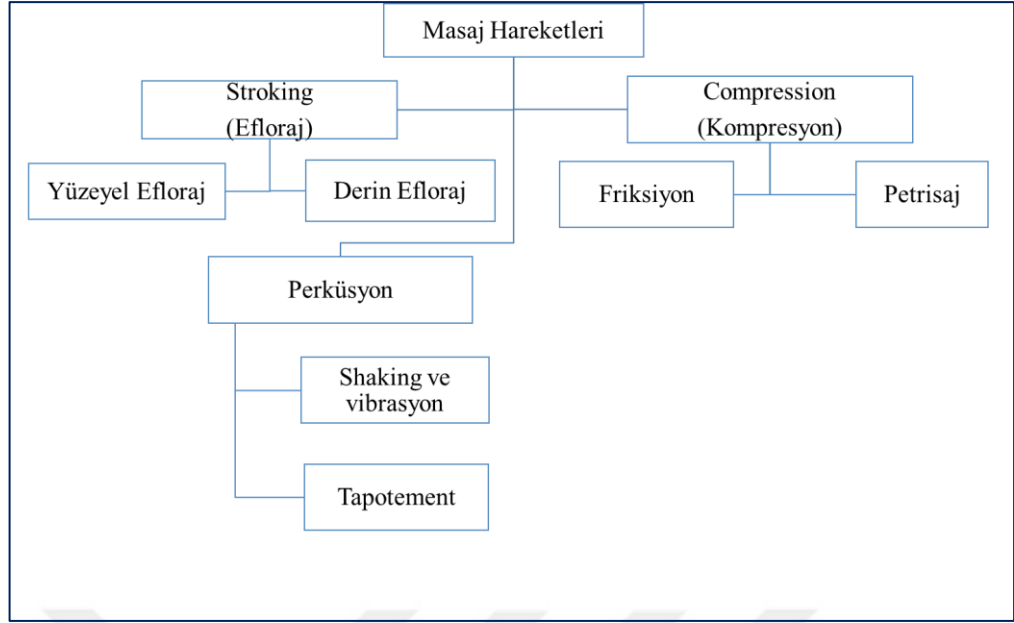 Masaj Hareketleri
Stroking
(Efloraj)
Compression
(Kompresyon)
Yüzeyel Efloraj
Derin Efloraj
Friksiyon
Petrisaj
Perküsyon
Shaking ve
vibrasyon
Tapotement